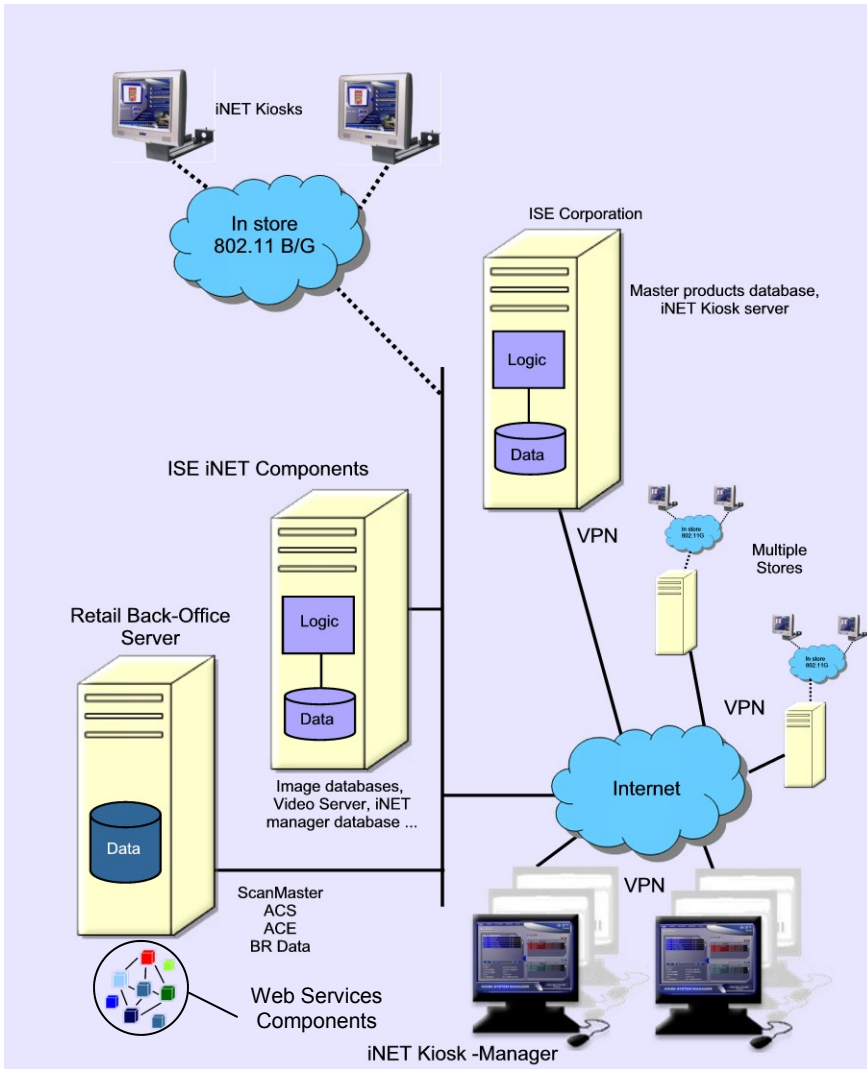 iNET Kiosks
In store
802.11 B/G
ISE Corporation
Master products database,
iNET Kiosk server
Logic
Data
ISE iNET Components
VPN
In store
802.11G
Multiple
Stores
Logic
Data
Retail Back-Office
Server
In store
802.11G
VPN
Image databases,
Video Server, iNET
manager database ...
Internet
Data
ScanMaster
ACS
ACE
BR Data
VPN
Web Services
Components
iNET Kiosk -Manager